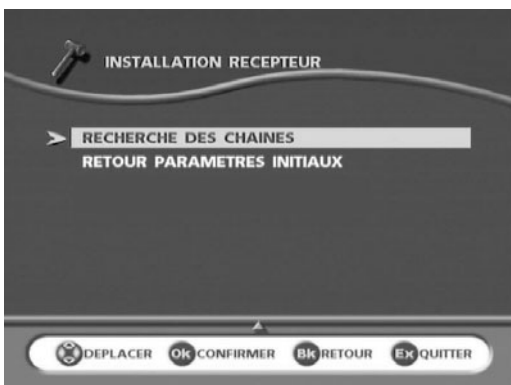 INSTALLATION RECEPTEUR
RECHERCHE DES CHAINES
RETOUR PARAMETRES INITIAUX
DEPLACER Ok CONFIRMER Bk RETOUR Ex QUITTER